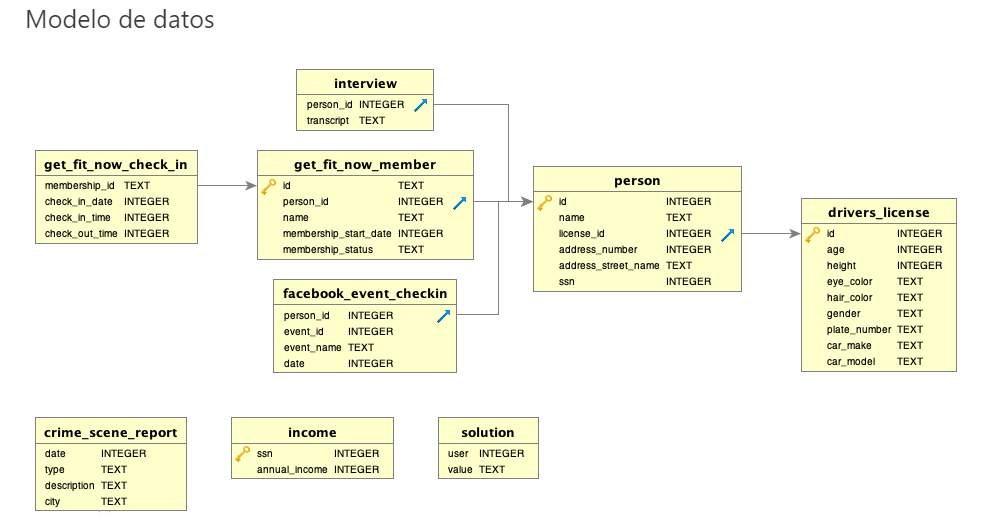 Modelo de datos
interview
person_id INTEGER
transcript TEXT
get_fit_now_check_in
membership_id TEXT
check_in_date INTEGER
check_in_time INTEGER
check_out_time INTEGER
get_fit_now_member
id TEXT
person_id INTEGER
name TEXT
membership_start_date INTEGER
membership_status TEXT
facebook_event_checkin
person_id INTEGER
event_id INTEGER
event_name TEXT
date INTEGER
person
id INTEGER
name TEXT
license_id INTEGER
address_number INTEGER
address_street_name TEXT
ssn INTEGER
drivers_license
id INTEGER
age INTEGER
height INTEGER
eye_color TEXT
hair_color TEXT
gender TEXT
plate_number TEXT
car_make TEXT
car_model TEXT
crime_scene_report
date INTEGER
type TEXT
description TEXT
city TEXT
income
ssn INTEGER
annual_income INTEGER
solution
user INTEGER
value TEXT